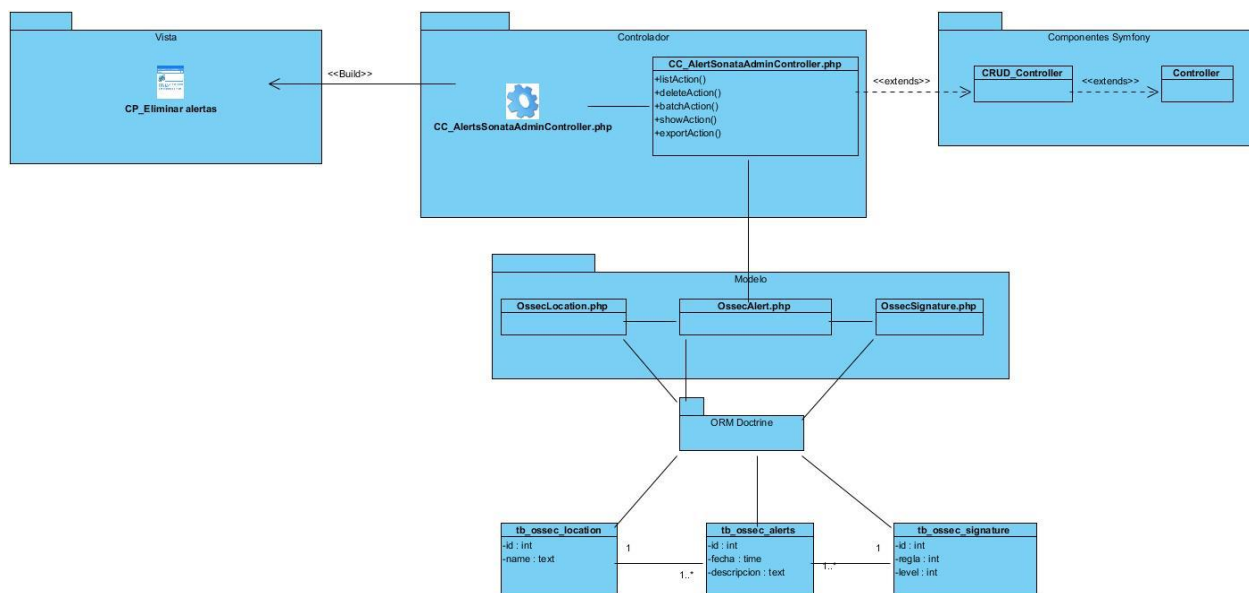 Vista
CP_Eliminar alertas
<<Build>>
Controlador
CC_AlertsSonataAdminController.php
CC_AlertSonataAdminController.php
+listAction()
+deleteAction()
+batchAction()
+showAction()
+exportAction()
<<extends>>
Componentes Symfony
CRUD_Controller
<<extends>>
Controller
Modelo
OssecLocation.php
OssecAlert.php
OssecSignature.php
ORM Doctrine
tb_ossec_location
-id : int
-name : text
1
1..*
tb_ossec_alerts
-id : int
-fecha : time
-descripcion : text
1..*
1
tb_ossec_signature
-id : int
-regla : int
-level : int